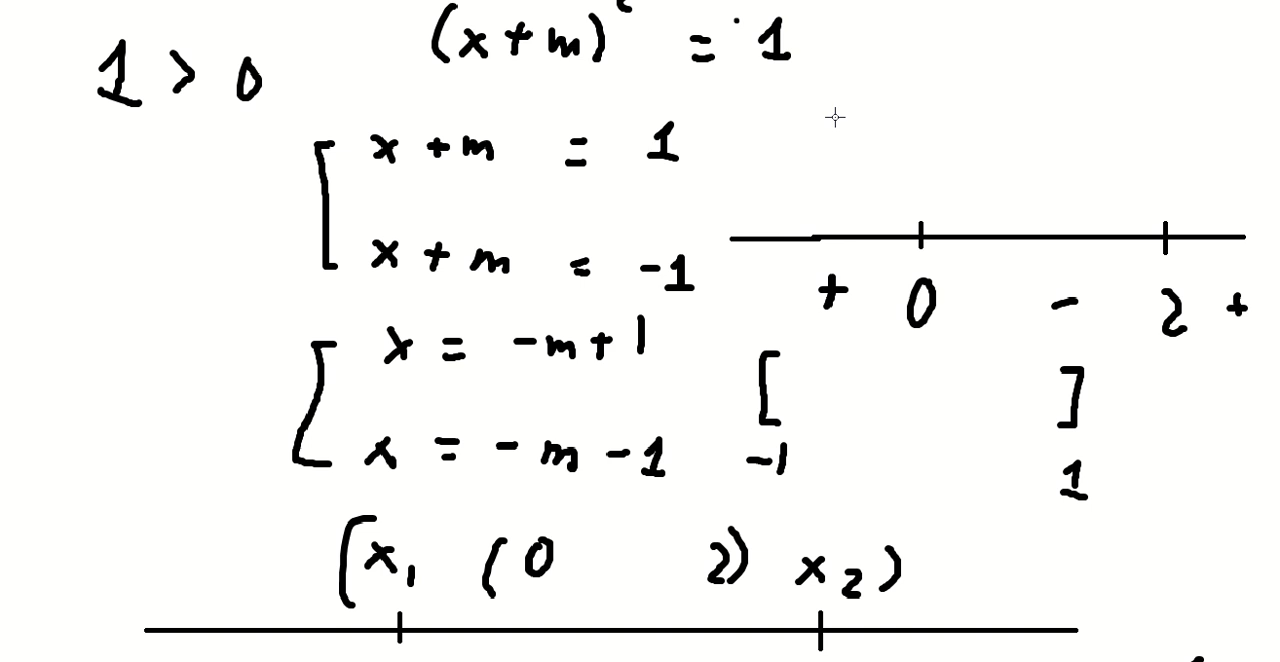 (x + m)² = 1
1 > 0
[ x + m = 1
x + m = -1
+ 0 - 2 +
[ x = -m + 1
x = -m - 1
[ ]
-1 1
[x₁ (0 2) x₂)